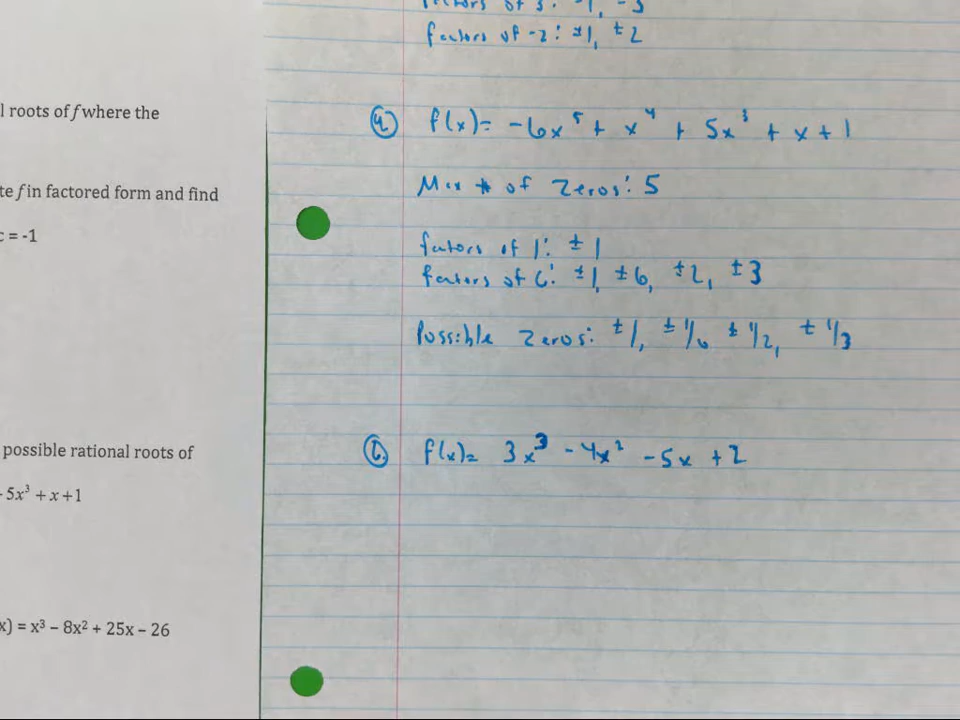 l roots of f where the
te f in factored form and find
c = -1
possible rational roots of
- 5x³ + x + 1
x) = x³ – 8x² + 25x – 26
factors of -2: ±1, ±2
4. f(x) = -6x⁵ + x⁴ + 5x³ + x + 1
Max # of Zeros: 5
factors of 1: ±1
factors of 6: ±1, ±6, ±2, ±3
Possible Zeros: ±1, ±1/6 ±1/2, ±1/3
6. f(x)= 3x³ - 4x² - 5x + 2